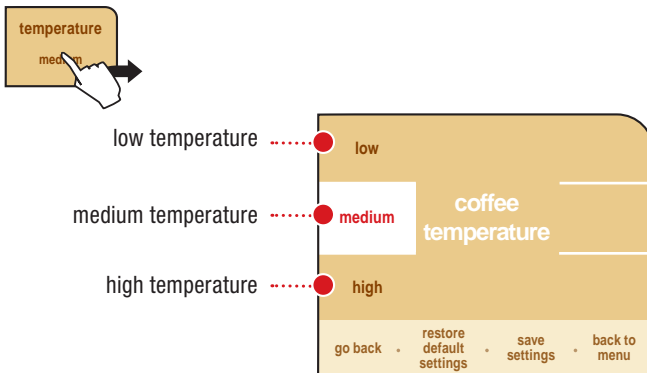 temperature
medium
low temperature
low
medium temperature
medium
coffee
temperature
high temperature
high
go back
restore
default
settings
save
settings
back to
menu